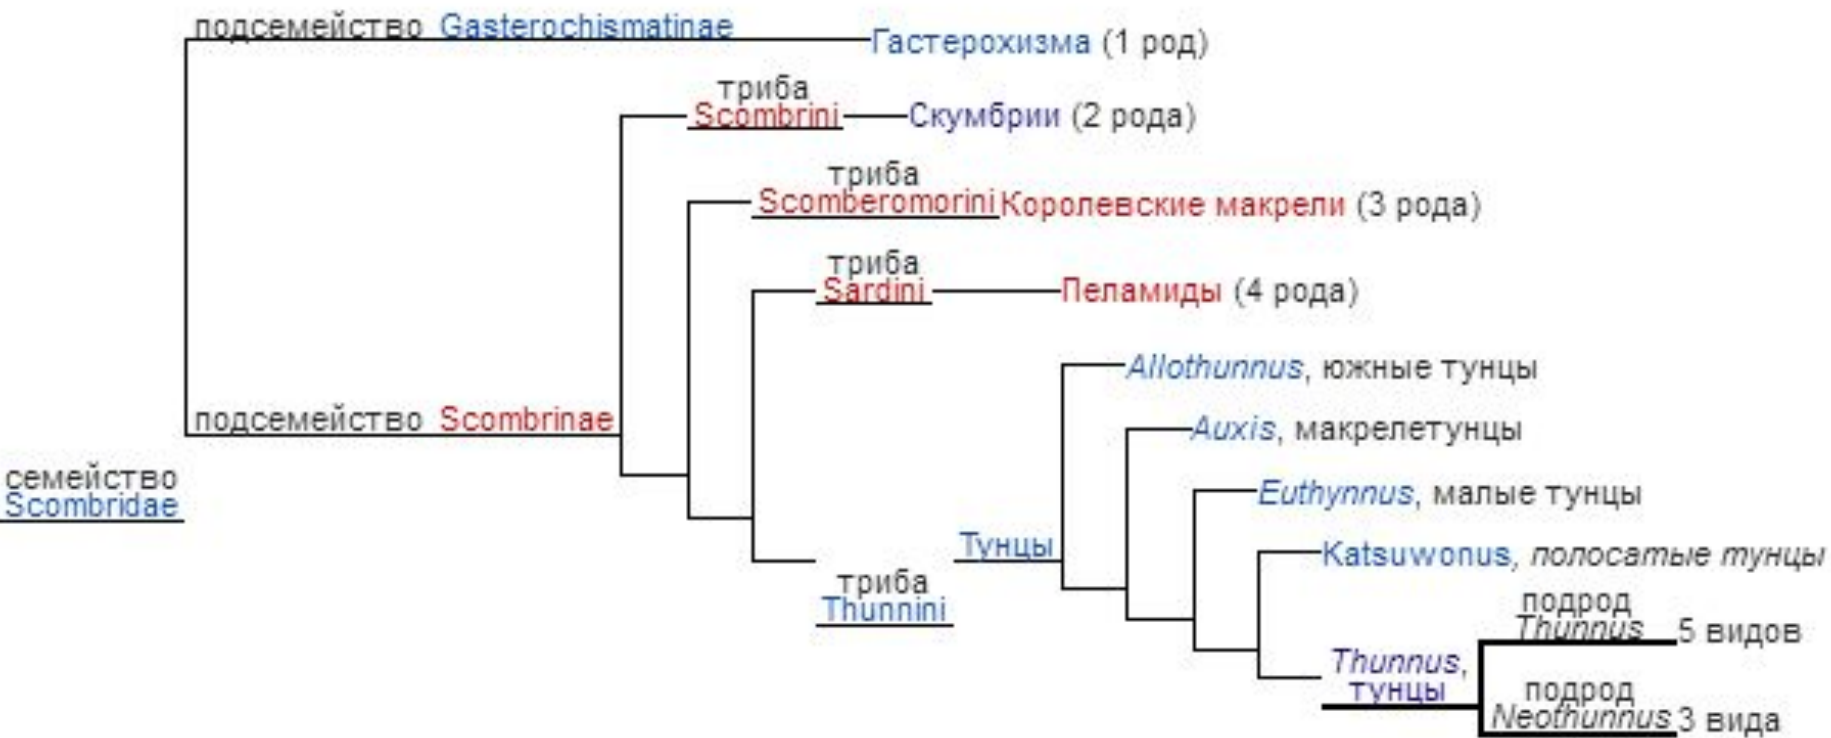 подсемейство Gasterochismatinae
Гастерохизма (1 род)
триба
Scombrini
Скумбрии (2 рода)
триба
Scomberomorini
Королевские макрели (3 рода)
триба
Sardini
Пеламиды (4 рода)
Allothunnus, южные тунцы
подсемейство Scombrinae
Auxis, макрелетунцы
семейство
Scombridae
Euthynnus, малые тунцы
Тунцы
Katsuwonus, полосатые тунцы
триба
Thunnini
подрод
Thunnus
5 видов
Thunnus,
тунцы
подрод
Neothunnus
3 вида